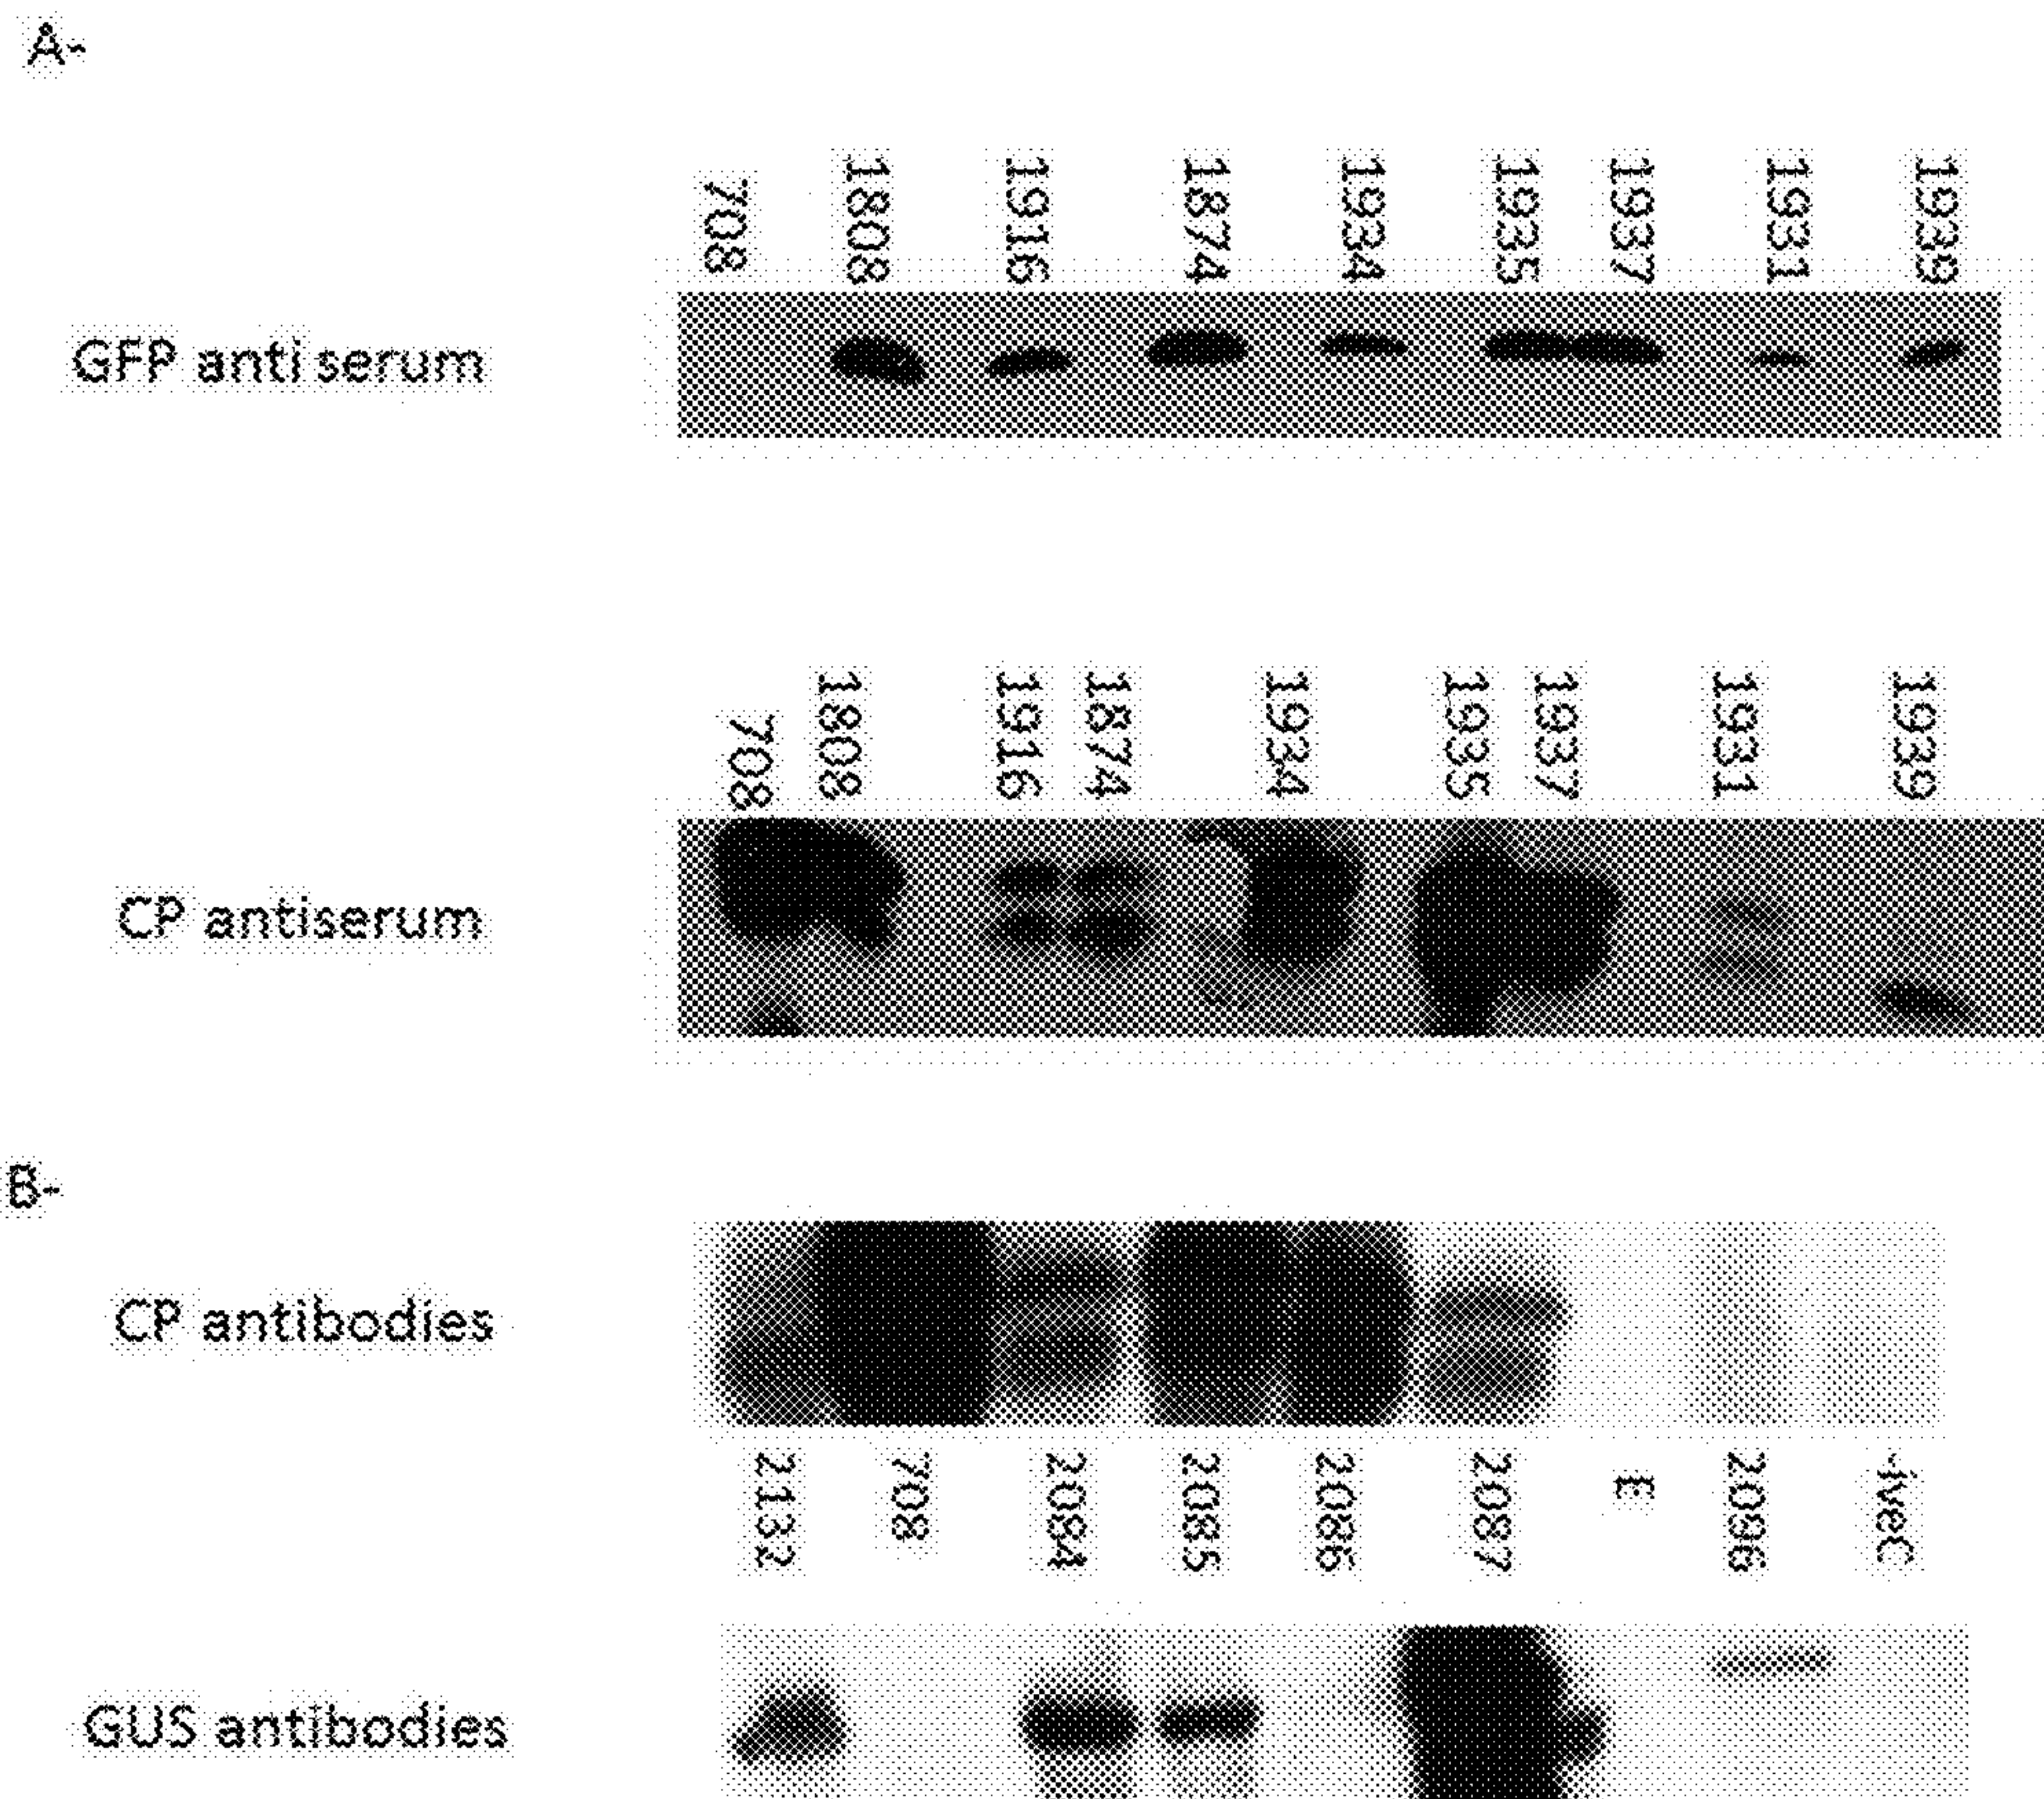 A-
708 1808 1916 1874 1934 1935 1937 1931 1939
GFP anti serum
708 1808 1916 1874 1934 1935 1937 1931 1939
CP antiserum
B-
CP antibodies
2132 708 2084 2085 2086 2087 E 2096 -iveC
GUS antibodies